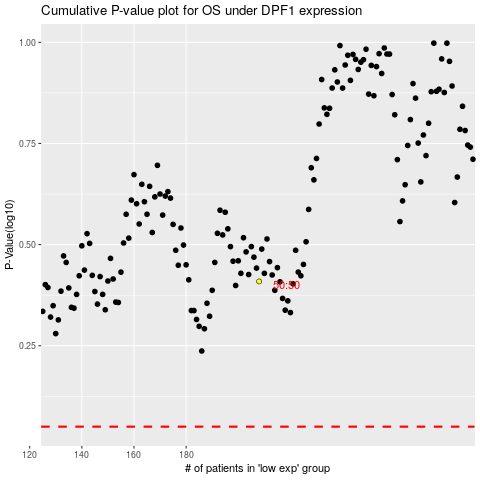 Cumulative P-value plot for OS under DPF1 expression
P-Value(log10)
1.00
0.75
0.50
0.25
50:50
120 140 160 180
# of patients in 'low exp' group